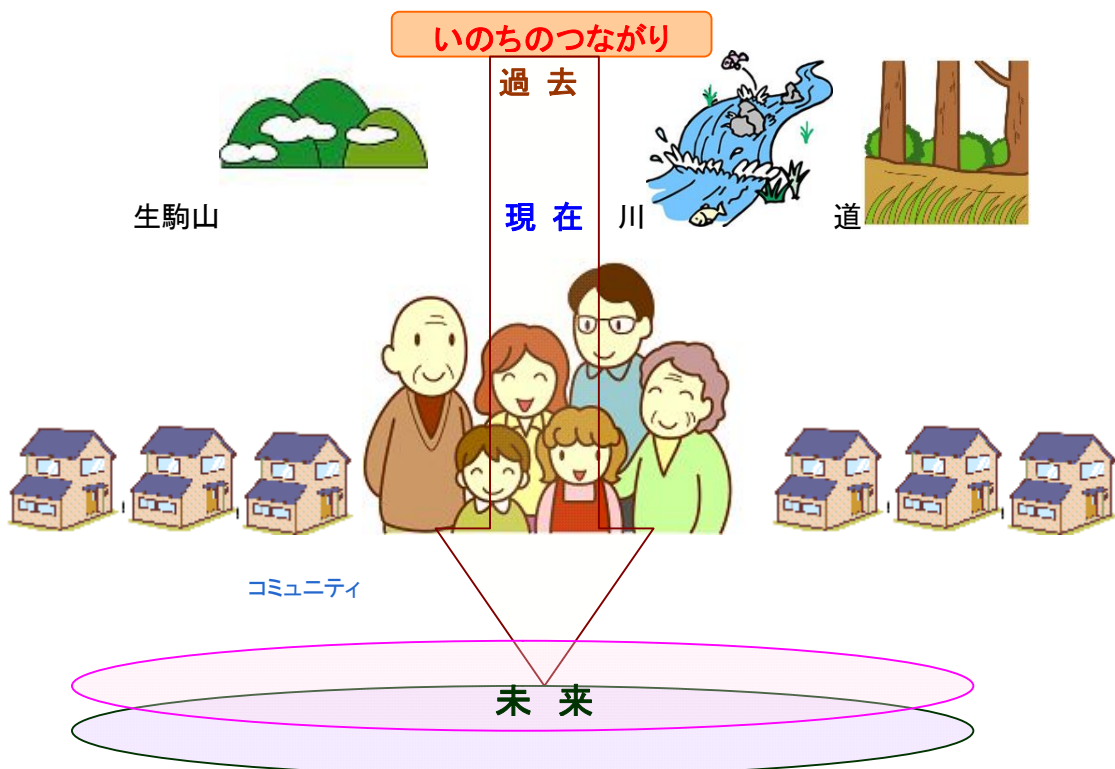 いのちのつながり
過 去
生駒山
現 在
川
道
コミュニティ
未 来